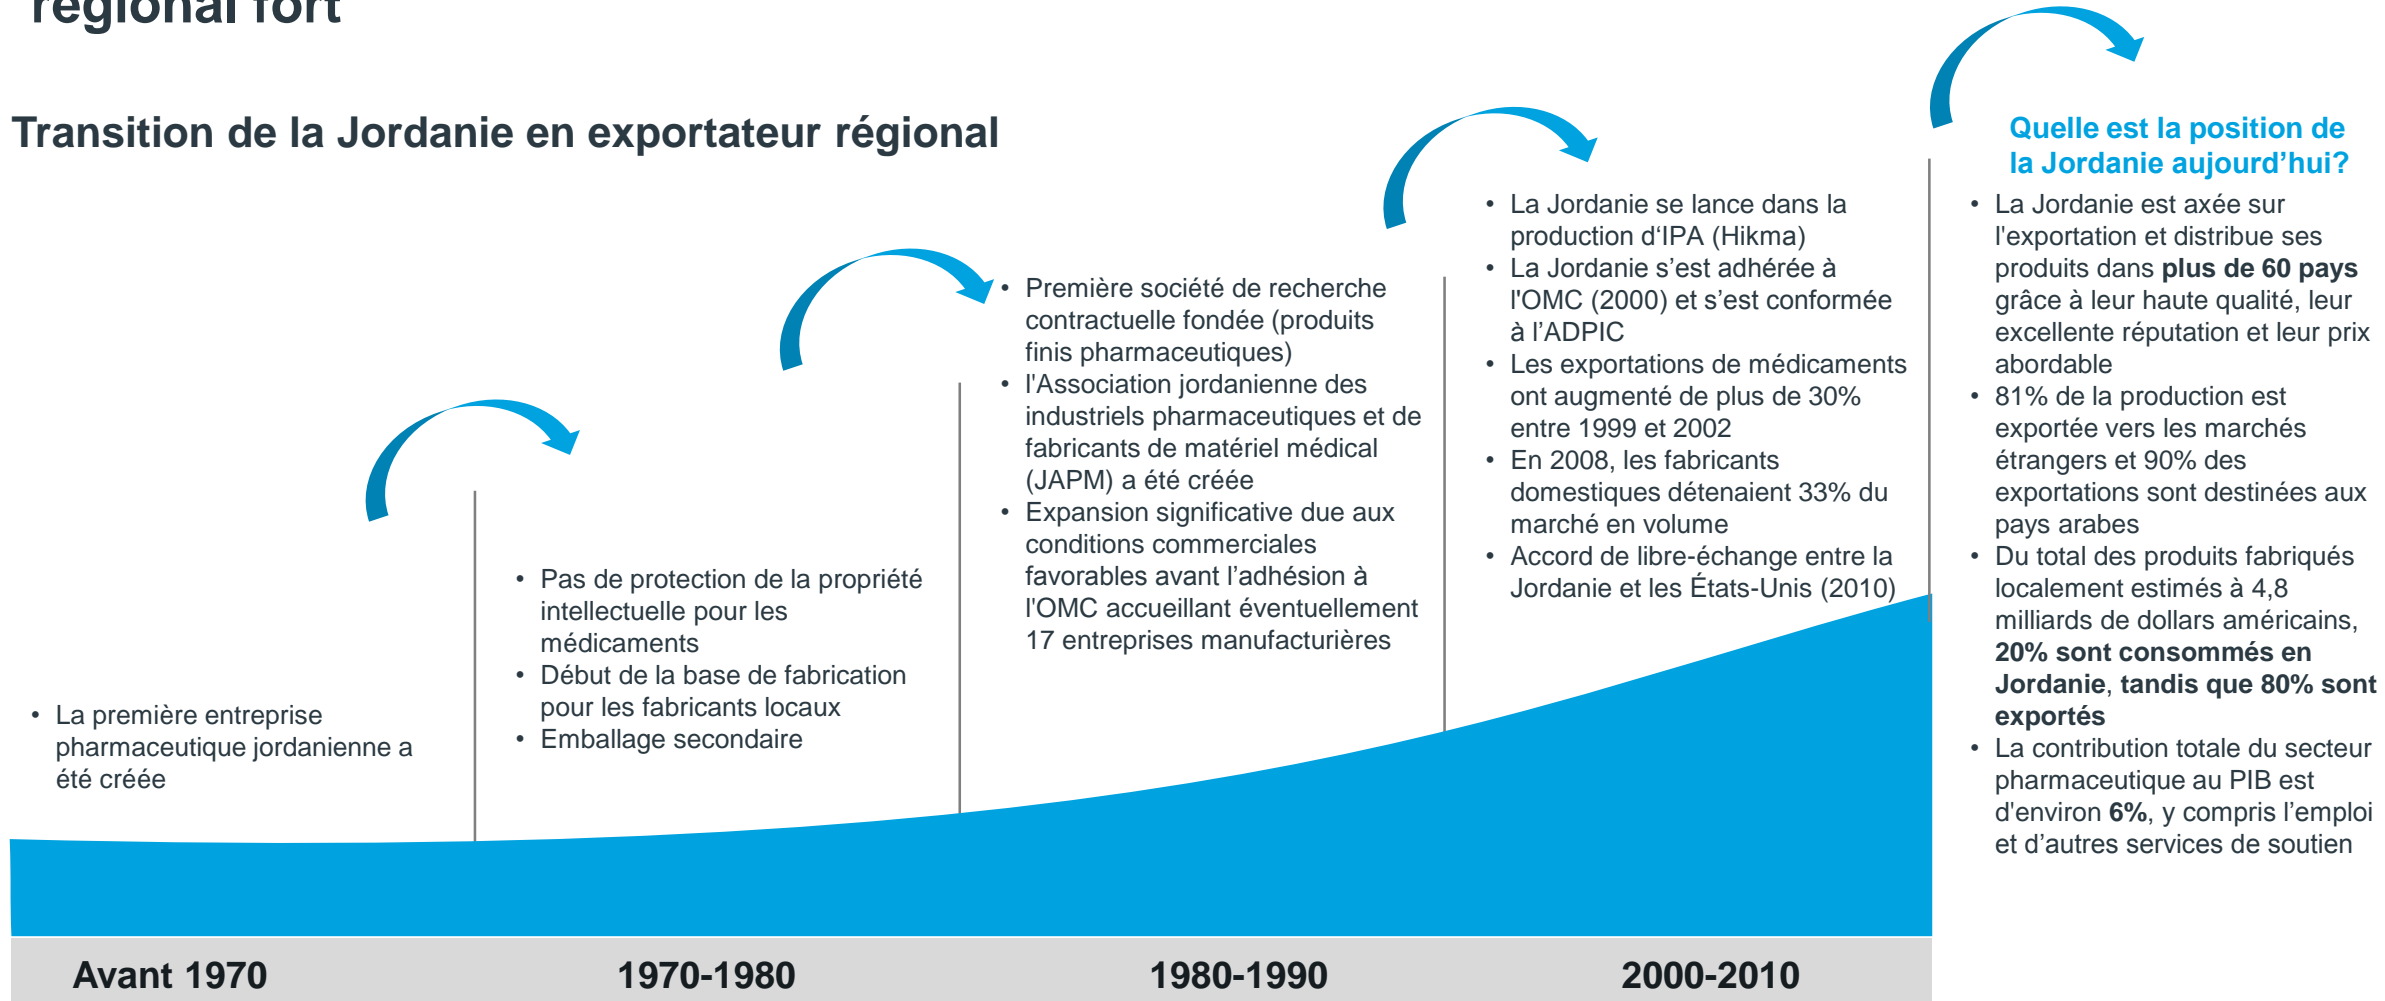 régional fort
Transition de la Jordanie en exportateur régional
• La première entreprise
pharmaceutique jordanienne a
été créée
• Pas de protection de la propriété
intellectuelle pour les
médicaments
• Début de la base de fabrication
pour les fabricants locaux
• Emballage secondaire
• Première société de recherche
contractuelle fondée (produits
finis pharmaceutiques)
• l'Association jordanienne des
industriels pharmaceutiques et de
fabricants de matériel médical
(JAPM) a été créée
• Expansion significative due aux
conditions commerciales
favorables avant l’adhésion à
l'OMC accueillant éventuellement
17 entreprises manufacturières
• La Jordanie se lance dans la
production d‘IPA (Hikma)
• La Jordanie s’est adhérée à
l'OMC (2000) et s’est conformée
à l’ADPIC
• Les exportations de médicaments
ont augmenté de plus de 30%
entre 1999 et 2002
• En 2008, les fabricants
domestiques détenaient 33% du
marché en volume
• Accord de libre-échange entre la
Jordanie et les États-Unis (2010)
Quelle est la position de
la Jordanie aujourd’hui?
• La Jordanie est axée sur
l'exportation et distribue ses
produits dans plus de 60 pays
grâce à leur haute qualité, leur
excellente réputation et leur prix
abordable
• 81% de la production est
exportée vers les marchés
étrangers et 90% des
exportations sont destinées aux
pays arabes
• Du total des produits fabriqués
localement estimés à 4,8
milliards de dollars américains,
20% sont consommés en
Jordanie, tandis que 80% sont
exportés
• La contribution totale du secteur
pharmaceutique au PIB est
d'environ 6%, y compris l’emploi
et d’autres services de soutien
Avant 1970
1970-1980
1980-1990
2000-2010